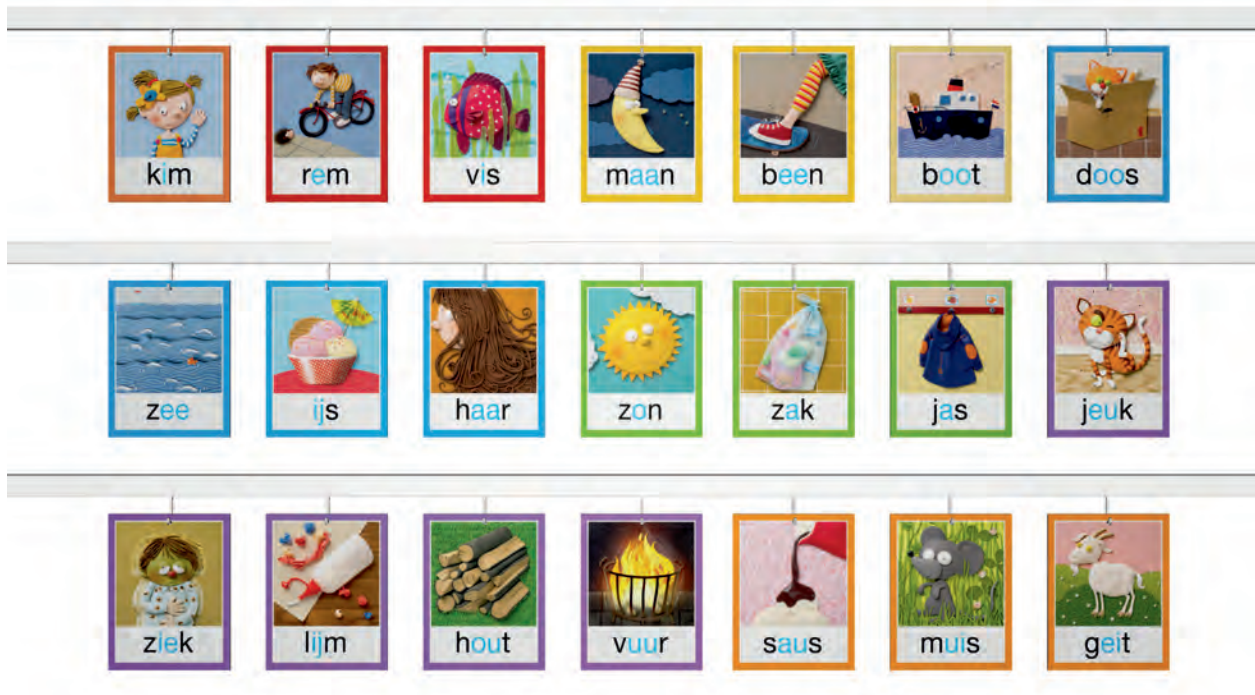 kim rem vis maan been boot doos
zee ijs haar zon zak jas jeuk
ziek lijm hout vuur saus muis geit